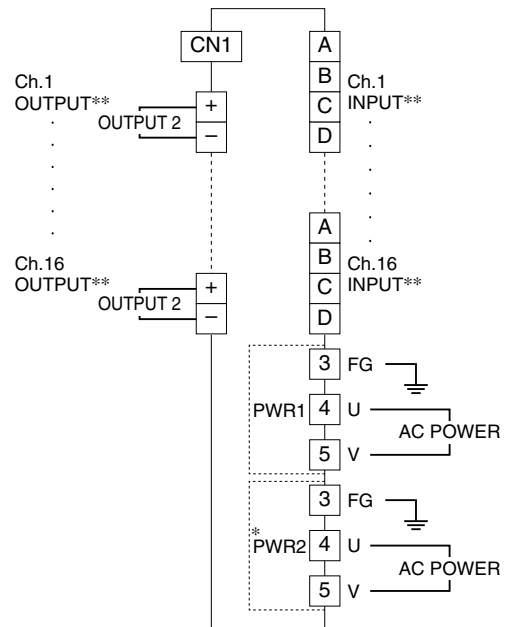 CN1
A
B
C
D
Ch.1
OUTPUT**
OUTPUT 2
+
−
Ch.1
INPUT**
A
B
C
D
Ch.16
OUTPUT**
OUTPUT 2
+
−
Ch.16
INPUT**
PWR1
3 FG
4 U
5 V
AC POWER
*
PWR2
3 FG
4 U
5 V
AC POWER